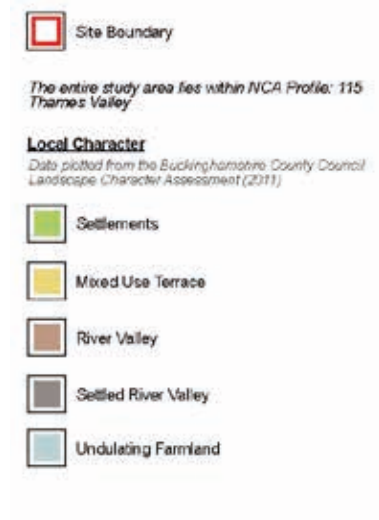 Site Boundary
The entire study area lies within NCA Profile: 115
Thames Valley
Local Character
Data plotted from the Buckinghamshire County Council
Landscape Character Assessment (2011)
Settlements
Mixed Use Terrace
River Valley
Settled River Valley
Undulating Farmland